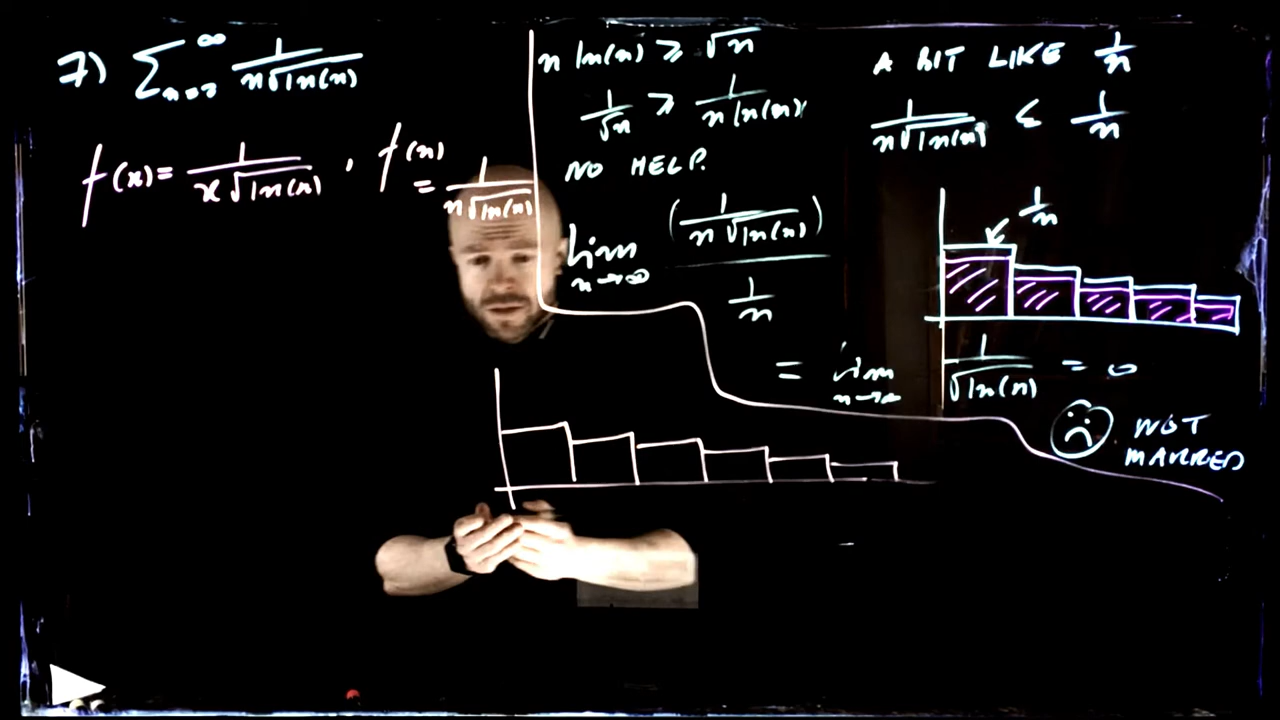 7) ∑_{n=2}^{∞} 1/(n√ln(n))
f(x) = 1/(x√ln(x)) , f(n) = 1/(n√ln(n))
n ln(n) ≥ √n
1/√n ≥ 1/(n ln(n))
NO HELP.
lim_{n→∞} (1/(n√ln(n))) / (1/n)
= lim_{n→∞} 1/√ln(n) = 0
NOT
MARRED
A BIT LIKE 1/n
1/(n√ln(n)) ≤ 1/n
1/n